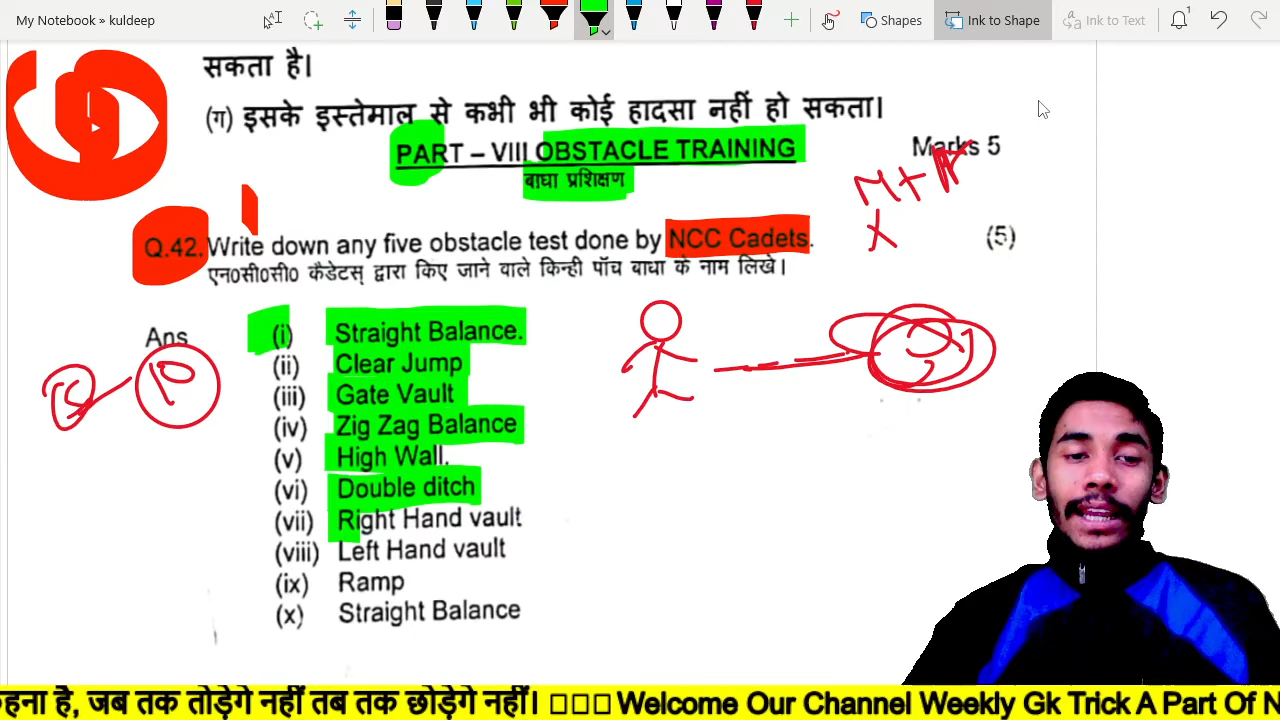 My Notebook » kuldeep
Shapes
Ink to Shape
Ink to Text
सकता है।
(ग) इसके इस्तेमाल से कभी भी कोई हादसा नहीं हो सकता।
PART – VIII OBSTACLE TRAINING
Marks 5
बाधा प्रशिक्षण
M +
X
Q.42. Write down any five obstacle test done by NCC Cadets. (5)
एन0सी0सी0 कैडेटस् द्वारा किए जाने वाले किन्ही पॉच बाधा के नाम लिखे।
Ans (i) Straight Balance.
(ii) Clear Jump
(iii) Gate Vault
(iv) Zig Zag Balance
(v) High Wall.
(vi) Double ditch
(vii) Right Hand vault
(viii) Left Hand vault
(ix) Ramp
(x) Straight Balance
कहना है, जब तक तोड़ेगे नहीं तब तक छोड़ेगे नहीं। □□□ Welcome Our Channel Weekly Gk Trick A Part Of N